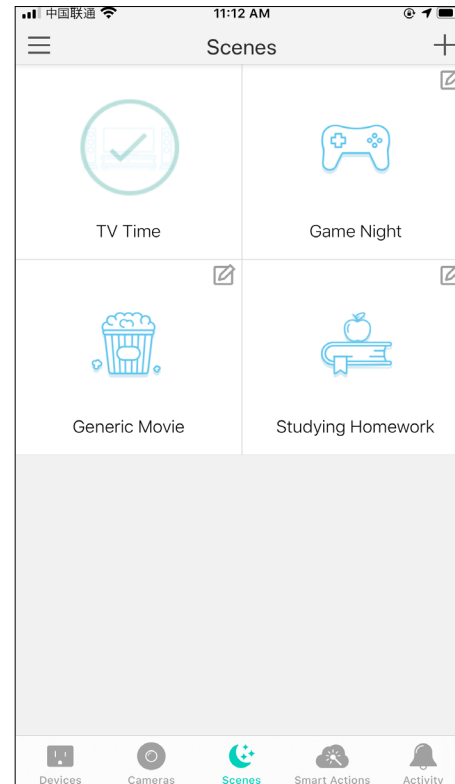 中国联通 11:12 AM
Scenes
TV Time Game Night
Generic Movie Studying Homework
Devices Cameras Scenes Smart Actions Activity